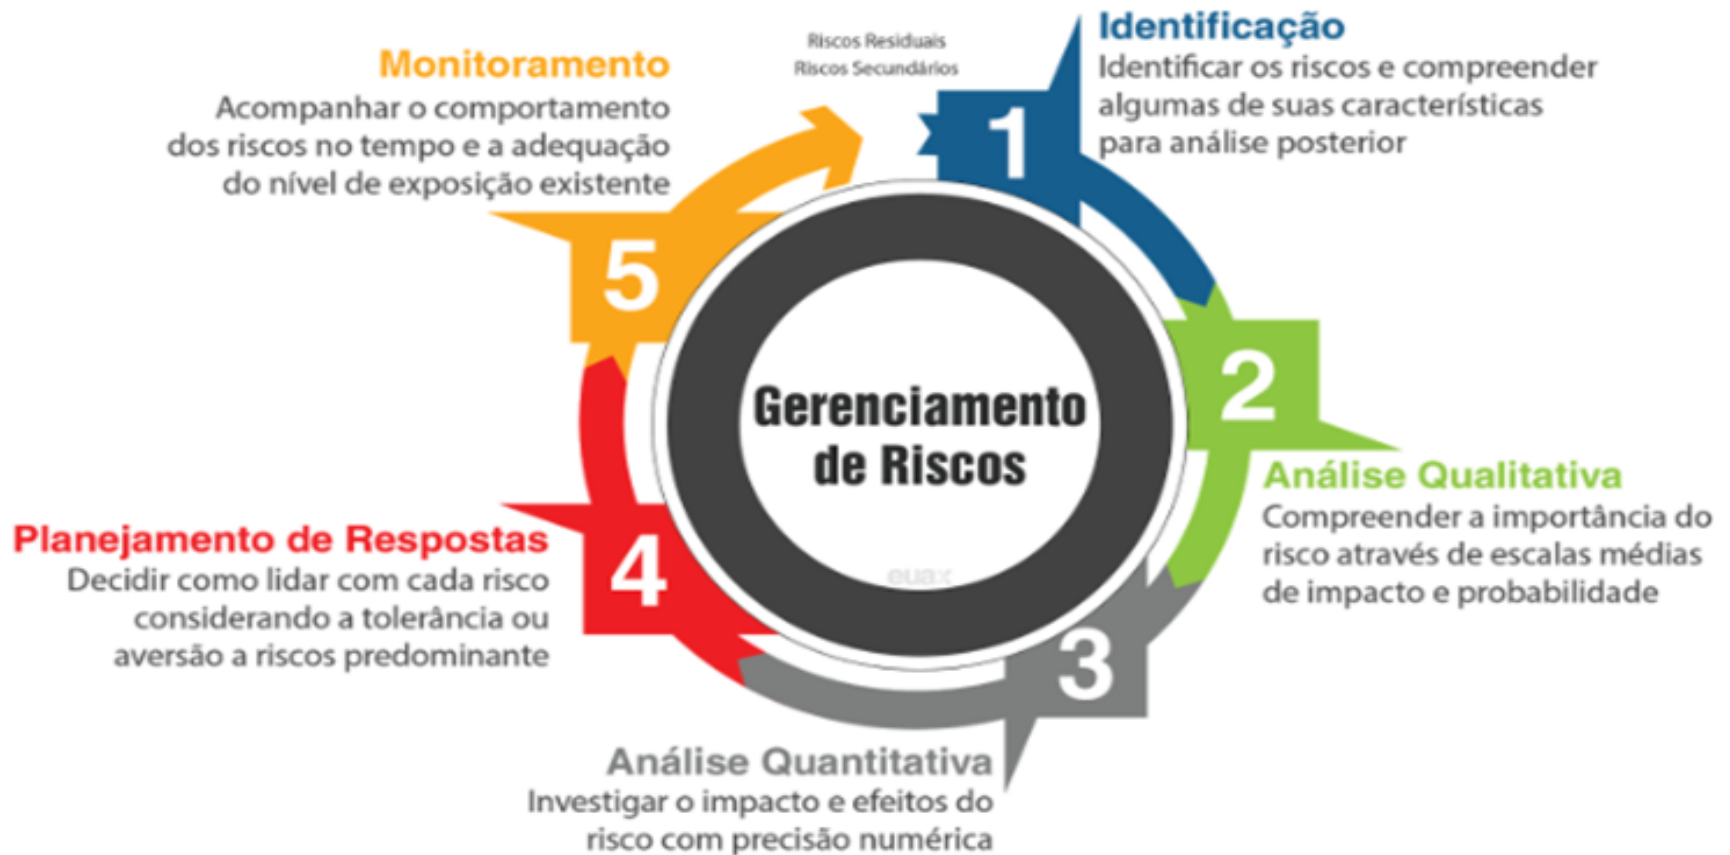 Riscos Residuais
Riscos Secundários
1
Identificação
Identificar os riscos e compreender
algumas de suas características
para análise posterior
2
Análise Qualitativa
Compreender a importância do
risco através de escalas médias
de impacto e probabilidade
3
Análise Quantitativa
Investigar o impacto e efeitos do
risco com precisão numérica
4
Planejamento de Respostas
Decidir como lidar com cada risco
considerando a tolerância ou
aversão a riscos predominante
5
Monitoramento
Acompanhar o comportamento
dos riscos no tempo e a adequação
do nível de exposição existente
Gerenciamento
de Riscos
euax